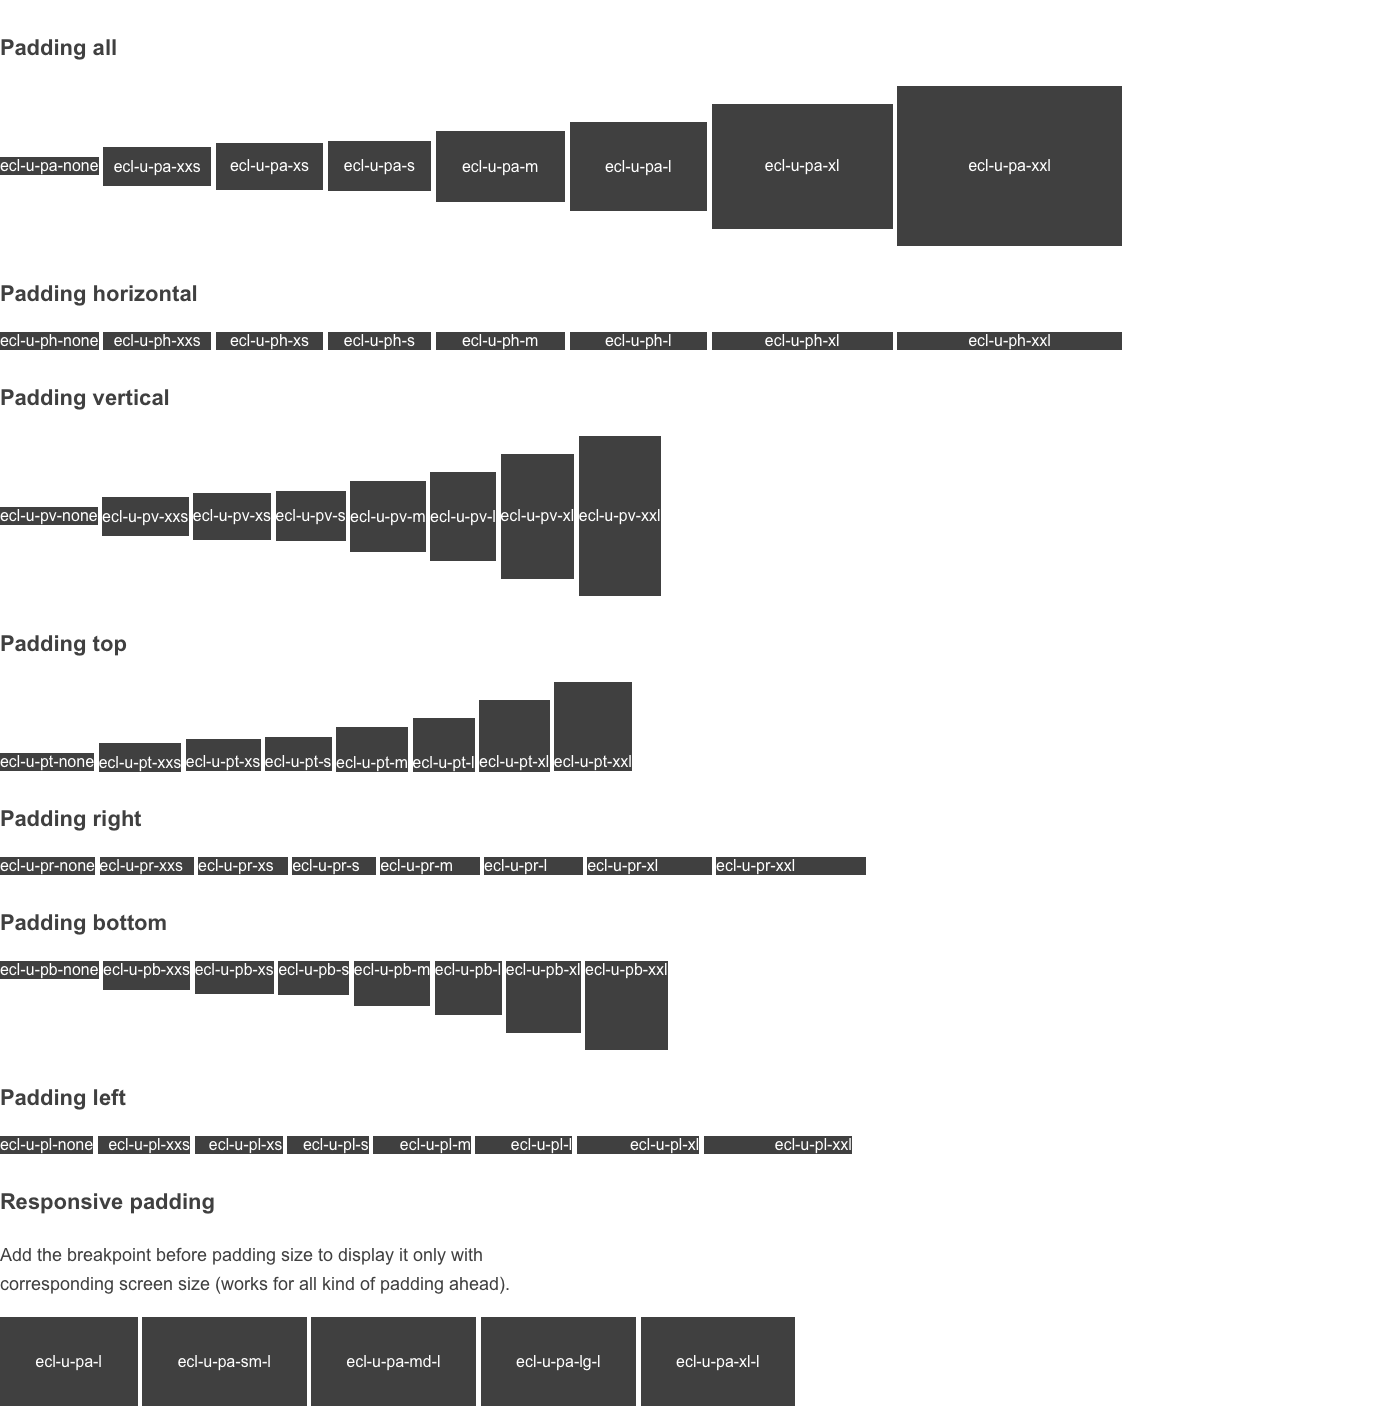 Padding all
ecl-u-pa-none ecl-u-pa-xxs ecl-u-pa-xs ecl-u-pa-s ecl-u-pa-m ecl-u-pa-l ecl-u-pa-xl ecl-u-pa-xxl
Padding horizontal
ecl-u-ph-none ecl-u-ph-xxs ecl-u-ph-xs ecl-u-ph-s ecl-u-ph-m ecl-u-ph-l ecl-u-ph-xl ecl-u-ph-xxl
Padding vertical
ecl-u-pv-none ecl-u-pv-xxs ecl-u-pv-xs ecl-u-pv-s ecl-u-pv-m ecl-u-pv-l ecl-u-pv-xl ecl-u-pv-xxl
Padding top
ecl-u-pt-none ecl-u-pt-xxs ecl-u-pt-xs ecl-u-pt-s ecl-u-pt-m ecl-u-pt-l ecl-u-pt-xl ecl-u-pt-xxl
Padding right
ecl-u-pr-none ecl-u-pr-xxs ecl-u-pr-xs ecl-u-pr-s ecl-u-pr-m ecl-u-pr-l ecl-u-pr-xl ecl-u-pr-xxl
Padding bottom
ecl-u-pb-none ecl-u-pb-xxs ecl-u-pb-xs ecl-u-pb-s ecl-u-pb-m ecl-u-pb-l ecl-u-pb-xl ecl-u-pb-xxl
Padding left
ecl-u-pl-none ecl-u-pl-xxs ecl-u-pl-xs ecl-u-pl-s ecl-u-pl-m ecl-u-pl-l ecl-u-pl-xl ecl-u-pl-xxl
Responsive padding
Add the breakpoint before padding size to display it only with
corresponding screen size (works for all kind of padding ahead).
ecl-u-pa-l ecl-u-pa-sm-l ecl-u-pa-md-l ecl-u-pa-lg-l ecl-u-pa-xl-l